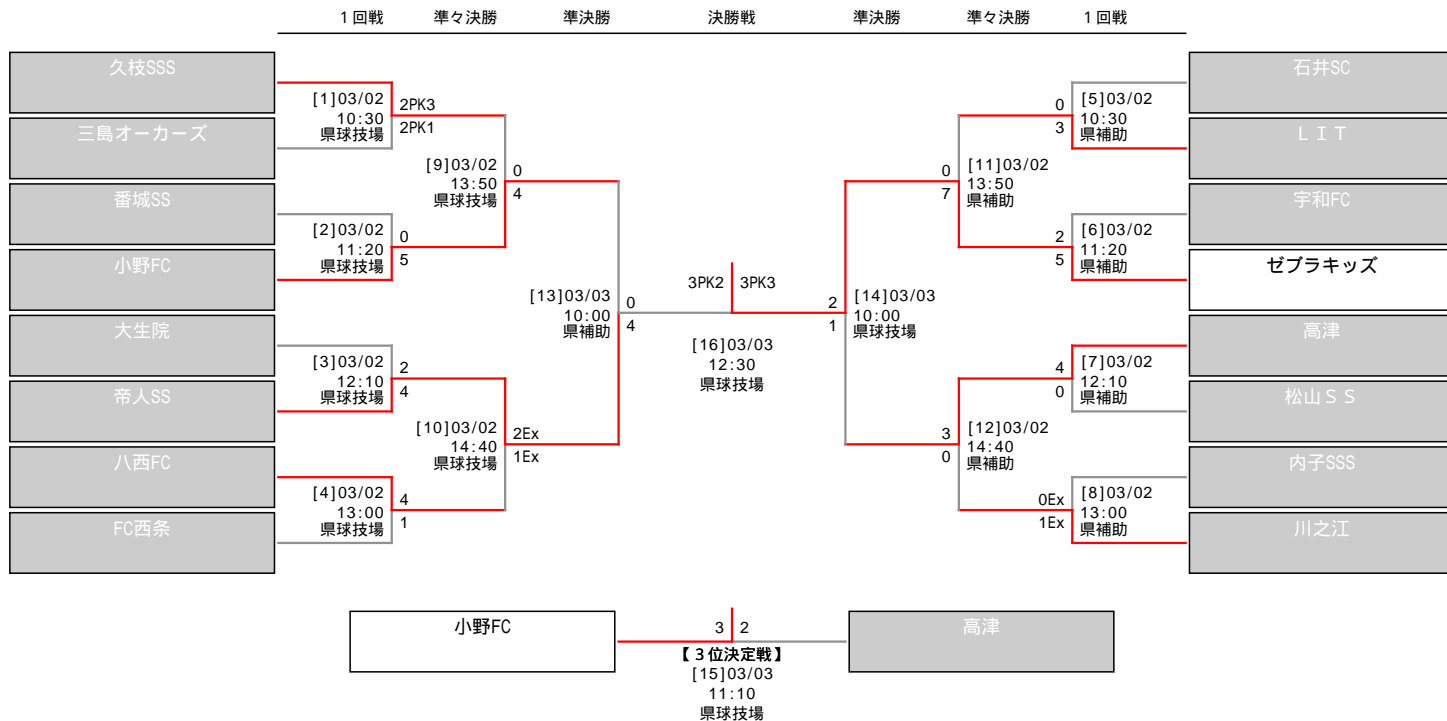 １回戦 準々決勝 準決勝 決勝戦 準決勝 準々決勝 １回戦
久枝SSS
三島オーカーズ
番城SS
小野FC
大生院
帝人SS
八西FC
FC西条
[1]03/02
10:30
県球技場
2PK3
2PK1
[2]03/02
11:20
県球技場
0
5
[3]03/02
12:10
県球技場
2
4
[4]03/02
13:00
県球技場
4
1
[9]03/02
13:50
県球技場
0
4
[10]03/02
14:40
県球技場
2Ex
1Ex
[13]03/03
10:00
県補助
0
4
3PK2 3PK3
[16]03/03
12:30
県球技場
2
1
[14]03/03
10:00
県球技場
0
7
[11]03/02
13:50
県補助
3
0
[12]03/02
14:40
県補助
0
3
[5]03/02
10:30
県補助
2
5
[6]03/02
11:20
県補助
4
0
[7]03/02
12:10
県補助
0Ex
1Ex
[8]03/02
13:00
県補助
石井SC
ＬＩＴ
宇和FC
ゼブラキッズ
高津
松山ＳＳ
内子SSS
川之江
小野FC
3 2
高津
【３位決定戦】
[15]03/03
11:10
県球技場